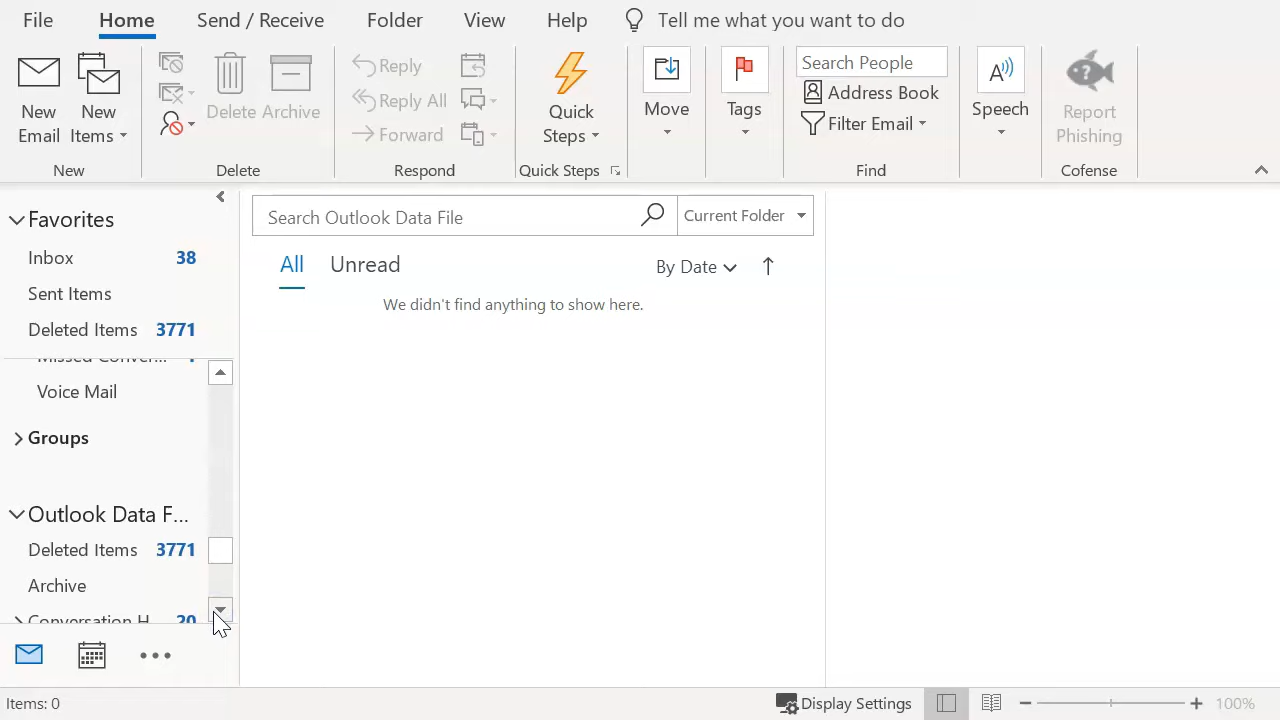 File Home Send / Receive Folder View Help Tell me what you want to do
New Email
New Items
New
Delete
Archive
Delete
Reply
Reply All
Forward
Respond
Quick Steps
Quick Steps
Move
Tags
Search People
Address Book
Filter Email
Find
Speech
Report Phishing
Cofense
Favorites
Inbox 38
Sent Items
Deleted Items 3771
Missed Conver...
Voice Mail
Groups
Outlook Data F...
Deleted Items 3771
Archive
Conversation H... 20
Search Outlook Data File
Current Folder
All Unread By Date
We didn't find anything to show here.
Items: 0 Display Settings 100%